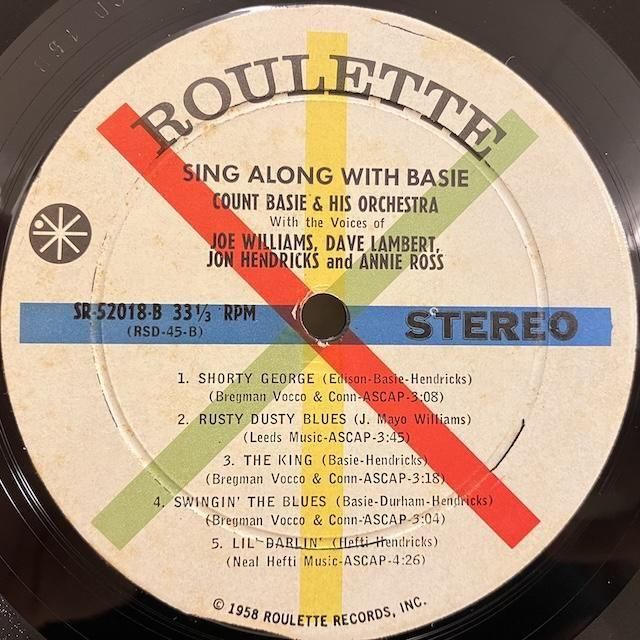 ROULETTE
SING ALONG WITH BASIE
COUNT BASIE & HIS ORCHESTRA
With the Voices of
JOE WILLIAMS, DAVE LAMBERT,
JON HENDRICKS and ANNIE ROSS
SR-52018-B 33⅓ RPM
(RSD-45-B)
STEREO
1. SHORTY GEORGE (Edison-Basie-Hendricks)
(Bregman Vocco & Conn-ASCAP-3:08)
2. RUSTY DUSTY BLUES (J. Mayo Williams)
(Leeds Music-ASCAP-3:45)
3. THE KING (Basie-Hendricks)
(Bregman Vocco & Conn-ASCAP-3:18)
4. SWINGIN' THE BLUES (Basie-Durham-Hendricks)
(Bregman Vocco & Conn-ASCAP-3:04)
5. LIL' DARLIN' (Hefti-Hendricks)
(Neal Hefti Music-ASCAP-4:26)
© 1958 ROULETTE RECORDS, INC.